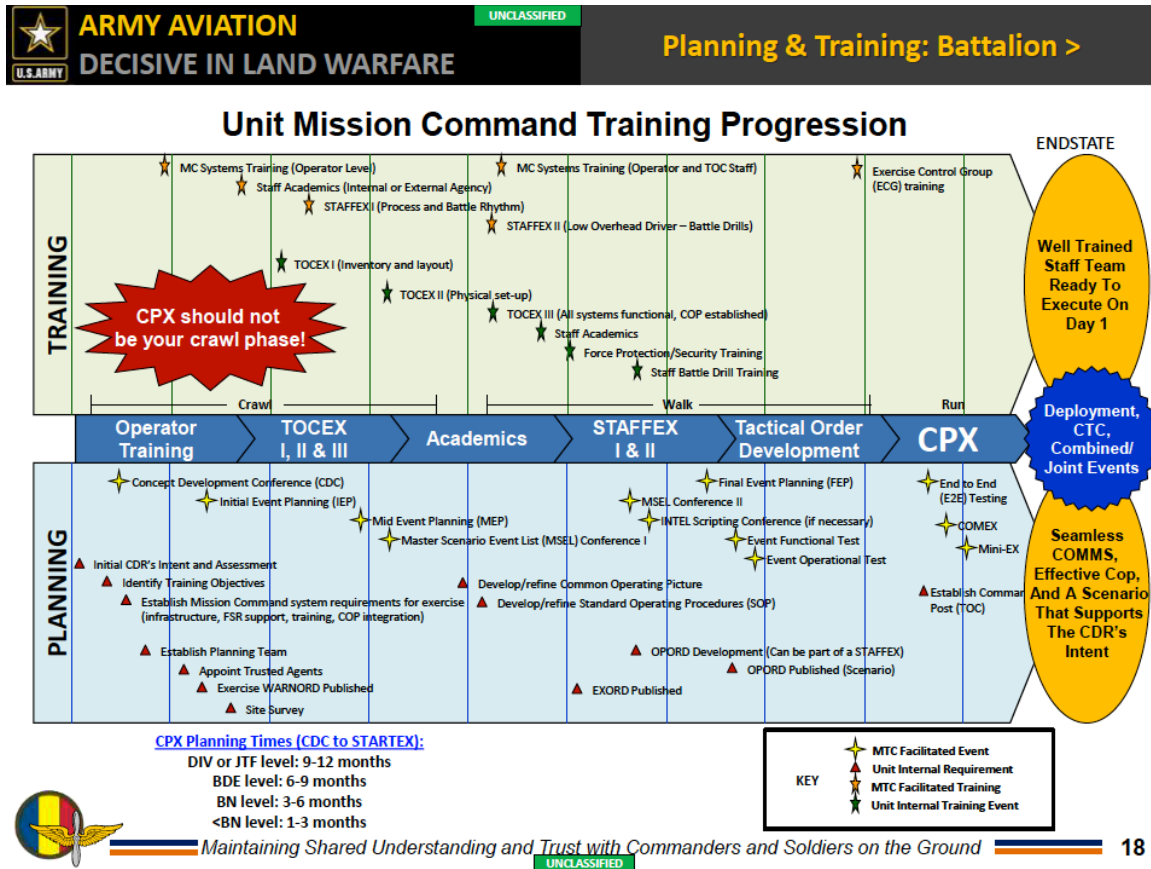 UNCLASSIFIED
ARMY AVIATION
DECISIVE IN LAND WARFARE
U.S.ARMY
Planning & Training: Battalion >
Unit Mission Command Training Progression
ENDSTATE
TRAINING
MC Systems Training (Operator Level)
MC Systems Training (Operator and TOC Staff)
Exercise Control Group
(ECG) training
Staff Academics (Internal or External Agency)
STAFFEX I (Process and Battle Rhythm)
STAFFEX II (Low Overhead Driver – Battle Drills)
TOCEX I (Inventory and layout)
TOCEX II (Physical set-up)
TOCEX III (All systems functional, COP established)
Staff Academics
Force Protection/Security Training
Staff Battle Drill Training
CPX should not
be your crawl phase!
Well Trained
Staff Team
Ready To
Execute On
Day 1
Crawl
Walk
Run
Operator
Training
TOCEX
I, II & III
Academics
STAFFEX
I & II
Tactical Order
Development
CPX
Deployment,
CTC,
Combined/
Joint Events
PLANNING
Concept Development Conference (CDC)
Initial Event Planning (IEP)
Mid Event Planning (MEP)
Master Scenario Event List (MSEL) Conference I
Final Event Planning (FEP)
MSEL Conference II
INTEL Scripting Conference (if necessary)
Event Functional Test
Event Operational Test
End to End
(E2E) Testing
COMEX
Mini-EX
Initial CDR's Intent and Assessment
Identify Training Objectives
Establish Mission Command system requirements for exercise
(infrastructure, FSR support, training, COP integration)
Develop/refine Common Operating Picture
Develop/refine Standard Operating Procedures (SOP)
Establish Commar
Post (TOC)
Establish Planning Team
Appoint Trusted Agents
Exercise WARNORD Published
Site Survey
OPORD Development (Can be part of a STAFFEX)
OPORD Published (Scenario)
EXORD Published
Seamless
COMMS,
Effective Cop,
And A Scenario
That Supports
The CDR's
Intent
CPX Planning Times (CDC to STARTEX):
DIV or JTF level: 9-12 months
BDE level: 6-9 months
BN level: 3-6 months
<BN level: 1-3 months
KEY
MTC Facilitated Event
Unit Internal Requirement
MTC Facilitated Training
Unit Internal Training Event
Maintaining Shared Understanding and Trust with Commanders and Soldiers on the Ground
18
UNCLASSIFIED